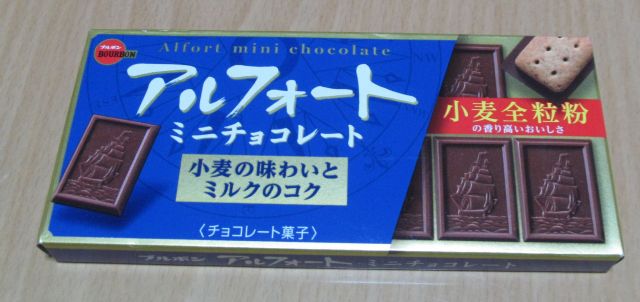 ブルボン
BOURBON
Alfort mini chocolate
アルフォート
ミニチョコレート
小麦の味わいと
ミルクのコク
〈チョコレート菓子〉
小麦全粒粉
の香り高いおいしさ
ブルボン アルフォート ミニチョコレート